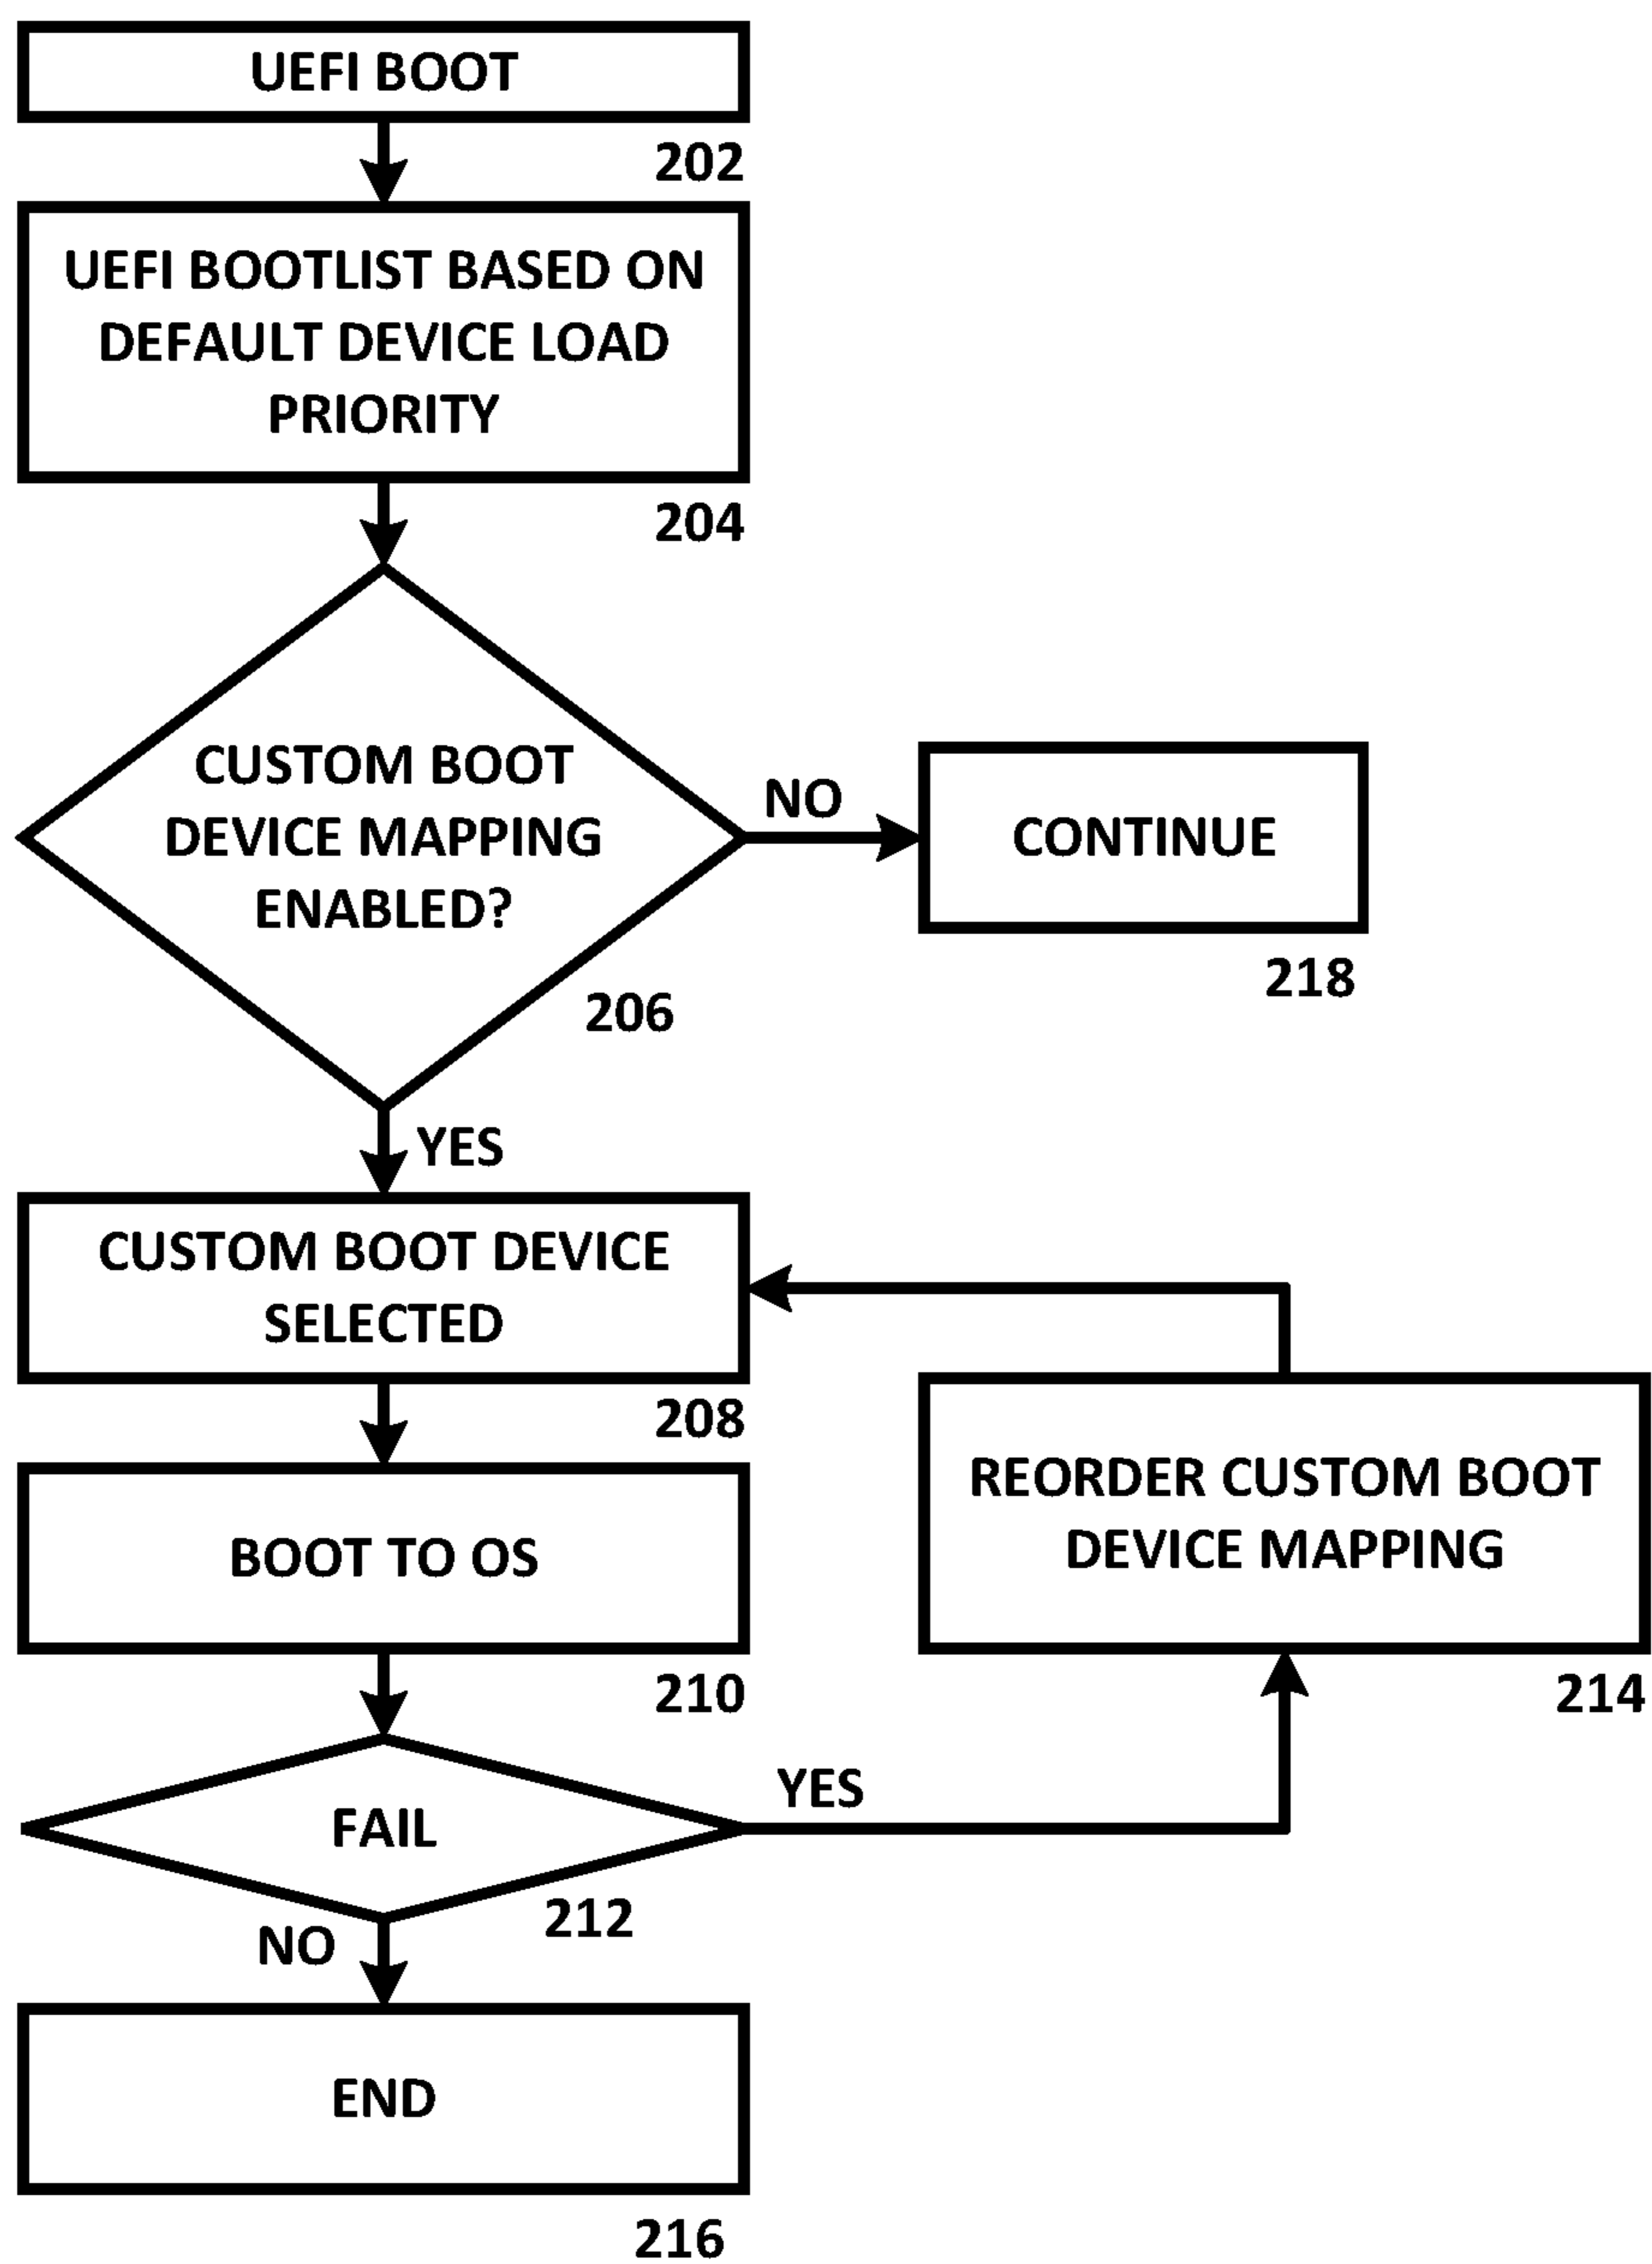 UEFI BOOT
202
UEFI BOOTLIST BASED ON
DEFAULT DEVICE LOAD
PRIORITY
204
CUSTOM BOOT
DEVICE MAPPING
ENABLED?
206
NO
CONTINUE
218
YES
CUSTOM BOOT DEVICE
SELECTED
208
BOOT TO OS
210
REORDER CUSTOM BOOT
DEVICE MAPPING
214
FAIL
212
YES
NO
END
216